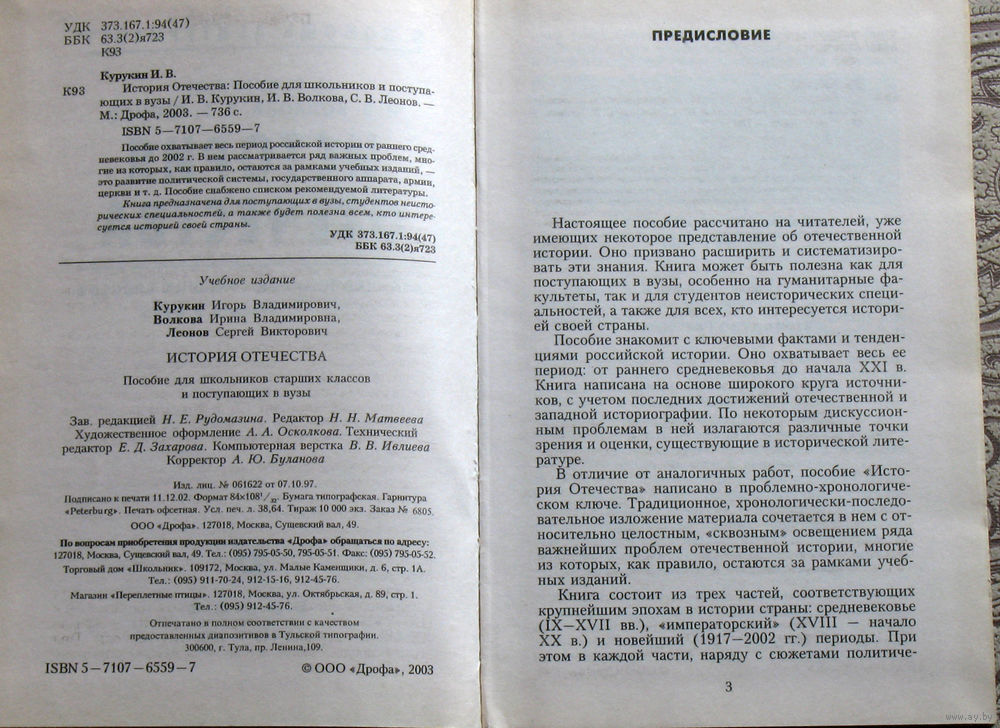 УДК 373.167.1:94(47)
ББК 63.3(2)я723
К93
Курукин И. В.
К93 История Отечества: Пособие для школьников и поступа-
ющих в вузы / И. В. Курукин, И. В. Волкова, С. В. Леонов. —
М.: Дрофа, 2003. — 736 с.
ISBN 5—7107—6559—7
Пособие охватывает весь период российской истории от раннего сред-
невековья до 2002 г. В нем рассматривается ряд важных проблем, мно-
гие из которых, как правило, остаются за рамками учебных изданий, —
это развитие политической системы, государственного аппарата, армии,
церкви и т. д. Пособие снабжено списком рекомендуемой литературы.
Книга предназначена для поступающих в вузы, студентов неисто-
рических специальностей, а также будет полезна всем, кто интере-
суется историей своей страны.
УДК 373.167.1:94(47)
ББК 63.3(2)я723
Учебное издание
Курукин Игорь Владимирович,
Волкова Ирина Владимировна,
Леонов Сергей Викторович
ИСТОРИЯ ОТЕЧЕСТВА
Пособие для школьников старших классов
и поступающих в вузы
Зав. редакцией Н. Е. Рудомазина. Редактор Н. Н. Матвеева
Художественное оформление А. А. Осколкова. Технический
редактор Е. Д. Захарова. Компьютерная верстка В. В. Ивлиева
Корректор А. Ю. Буланова
Изд. лиц. № 061622 от 07.10.97.
Подписано к печати 11.12.02. Формат 84×108¹/₃₂. Бумага типографская. Гарнитура
«Peterburg». Печать офсетная. Усл. печ. л. 38,64. Тираж 10 000 экз. Заказ № 6805.
ООО «Дрофа». 127018, Москва, Сущевский вал, 49.
По вопросам приобретения продукции издательства «Дрофа» обращаться по адресу:
127018, Москва, Сущевский вал, 49. Тел.: (095) 795-05-50, 795-05-51. Факс: (095) 795-05-52.
Торговый дом «Школьник». 109172, Москва, ул. Малые Каменщики, д. 6, стр. 1А.
Тел.: (095) 911-70-24, 912-15-16, 912-45-76.
Магазин «Переплетные птицы». 127018, Москва, ул. Октябрьская, д. 89, стр. 1.
Тел.: (095) 912-45-76.
Отпечатано в полном соответствии с качеством
предоставленных диапозитивов в Тульской типографии.
300600, г. Тула, пр. Ленина,109.
ISBN 5—7107—6559—7 © ООО «Дрофа», 2003
ПРЕДИСЛОВИЕ
Настоящее пособие рассчитано на читателей, уже
имеющих некоторое представление об отечественной
истории. Оно призвано расширить и систематизиро-
вать эти знания. Книга может быть полезна как для
поступающих в вузы, особенно на гуманитарные фа-
культеты, так и для студентов неисторических специ-
альностей, а также для всех, кто интересуется истори-
ей своей страны.
Пособие знакомит с ключевыми фактами и тенден-
циями российской истории. Оно охватывает весь ее
период: от раннего средневековья до начала XXI в.
Книга написана на основе широкого круга источни-
ков, с учетом последних достижений отечественной и
западной историографии. По некоторым дискуссион-
ным проблемам в ней излагаются различные точки
зрения и оценки, существующие в исторической лите-
ратуре.
В отличие от аналогичных работ, пособие «Исто-
рия Отечества» написано в проблемно-хронологиче-
ском ключе. Традиционное, хронологически-последо-
вательное изложение материала сочетается в нем с от-
носительно целостным, «сквозным» освещением ряда
важнейших проблем отечественной истории, многие
из которых, как правило, остаются за рамками учеб-
ных изданий.
Книга состоит из трех частей, соответствующих
крупнейшим эпохам в истории страны: средневековье
(IX—XVII вв.), «императорский» (XVIII — начало
XX в.) и новейший (1917—2002 гг.) периоды. При
этом в каждой части, наряду с сюжетами политиче-
3
www.ay.by